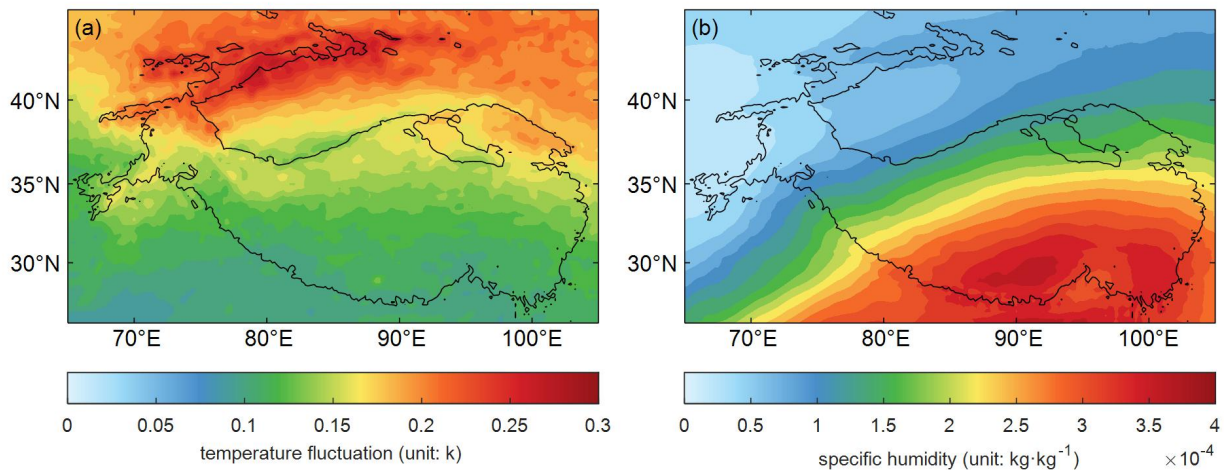 (a)
(b)
40°N
35°N
30°N
70°E
80°E
90°E
100°E
40°N
35°N
30°N
70°E
80°E
90°E
100°E
0
0.05
0.1
0.15
0.2
0.25
0.3
temperature fluctuation (unit: k)
0
0.5
1
1.5
2
2.5
3
3.5
4
×10⁻⁴
specific humidity (unit: kg·kg⁻¹)